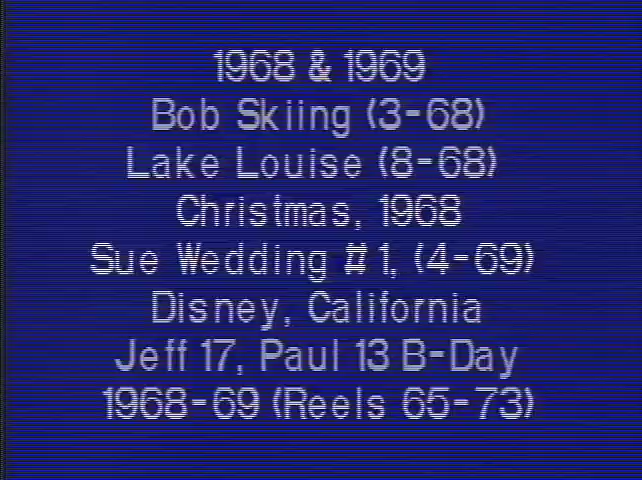 1968 & 1969
Bob Skiing (3-68)
Lake Louise (8-68)
Christmas, 1968
Sue Wedding #1, (4-69)
Disney, California
Jeff 17, Paul 13 B-Day
1968-69 (Reels 65-73)